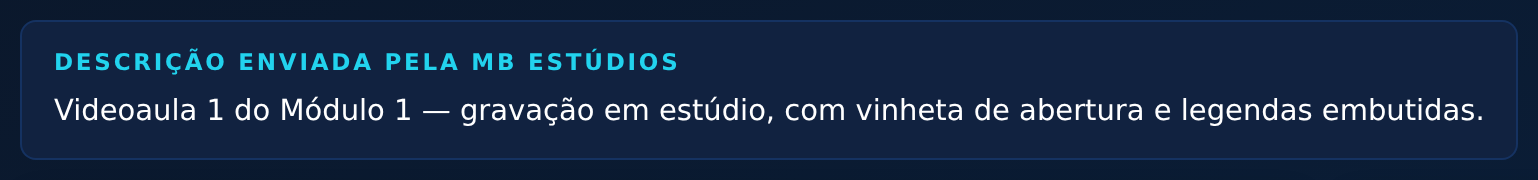 DESCRIÇÃO ENVIADA PELA MB ESTÚDIOS
Videoaula 1 do Módulo 1 — gravação em estúdio, com vinheta de abertura e legendas embutidas.